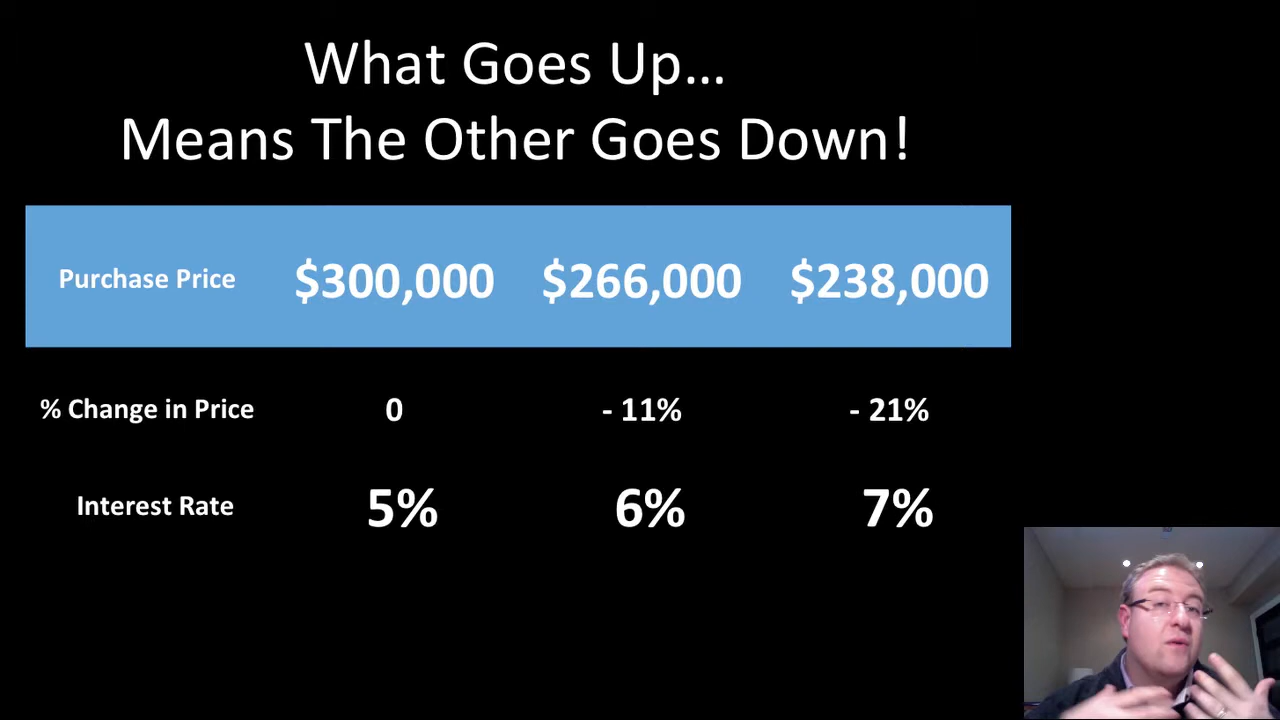 What Goes Up...
Means The Other Goes Down!
Purchase Price $300,000 $266,000 $238,000
% Change in Price 0 - 11% - 21%
Interest Rate 5% 6% 7%